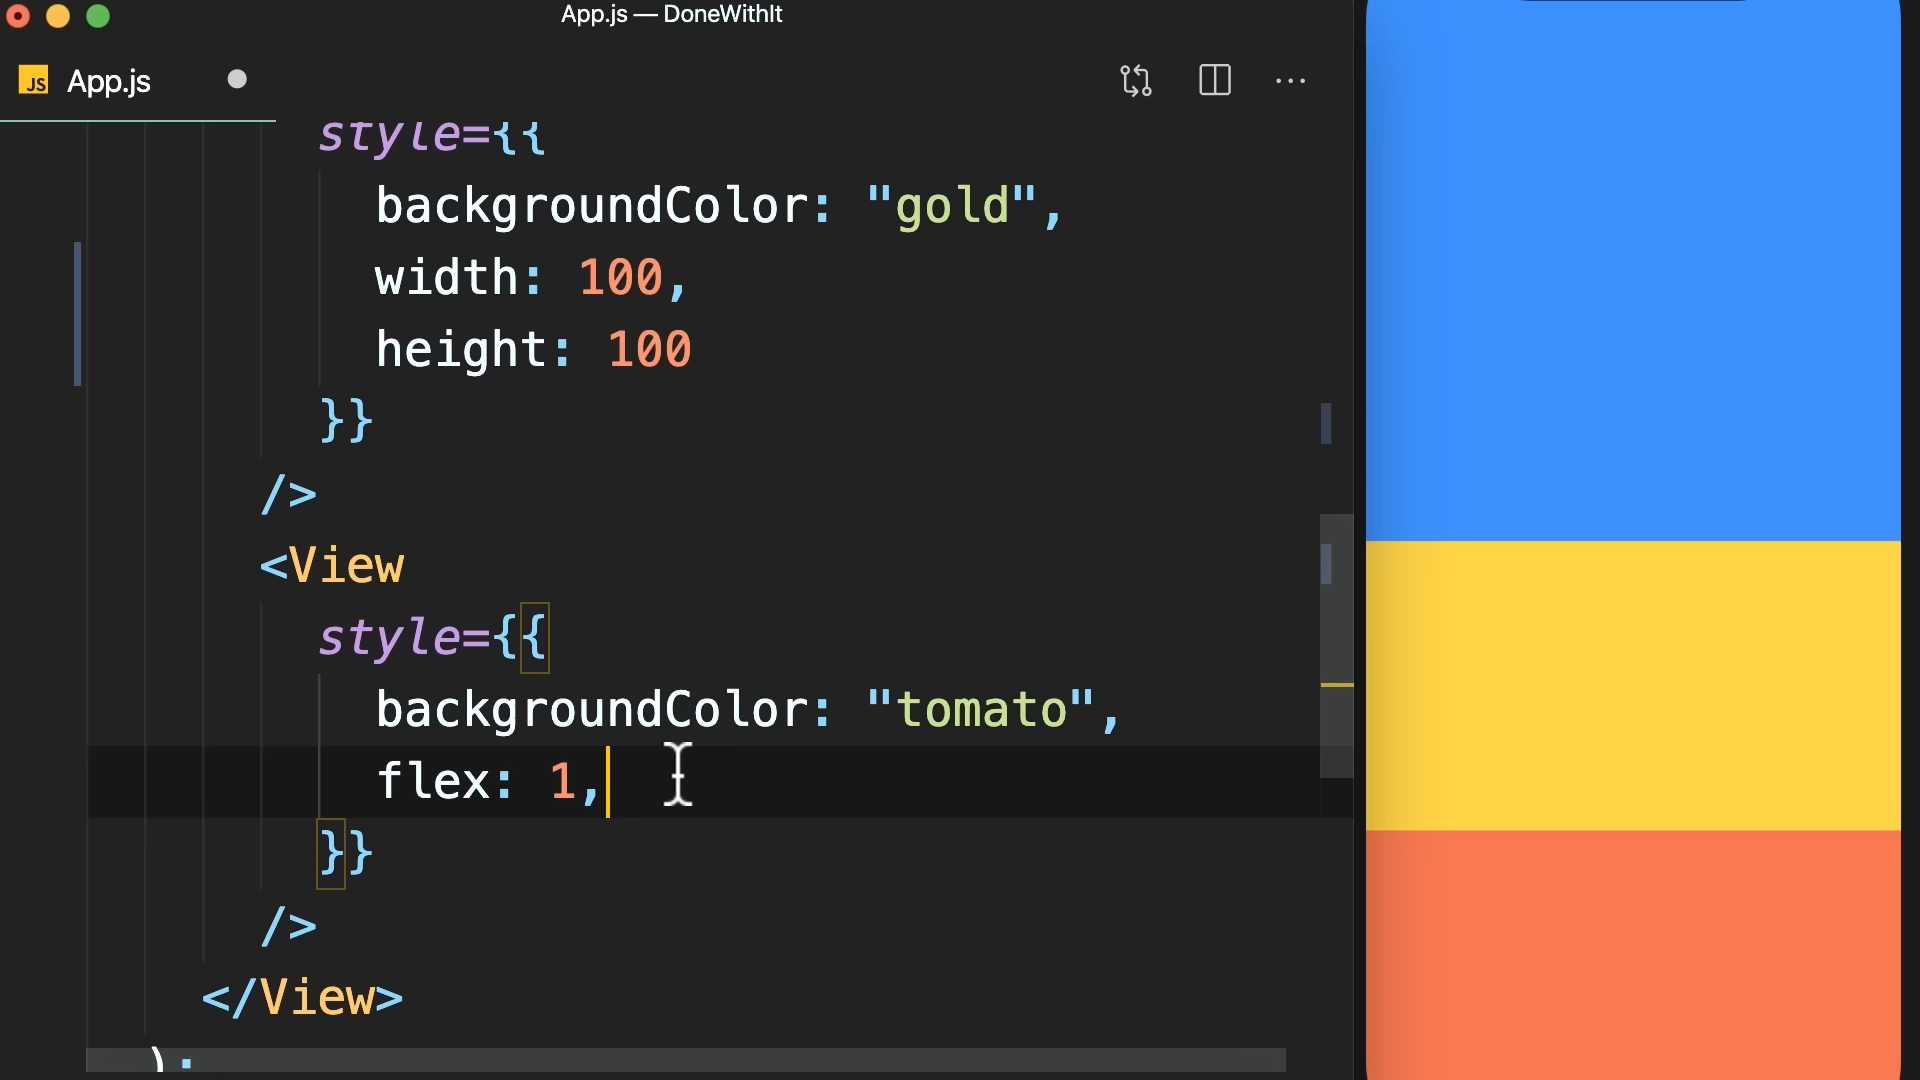 App.js — DoneWithIt
JS App.js
style={{
backgroundColor: "gold",
width: 100,
height: 100
}}
/>
<View
style={{
backgroundColor: "tomato",
flex: 1,
}}
/>
</View>
);